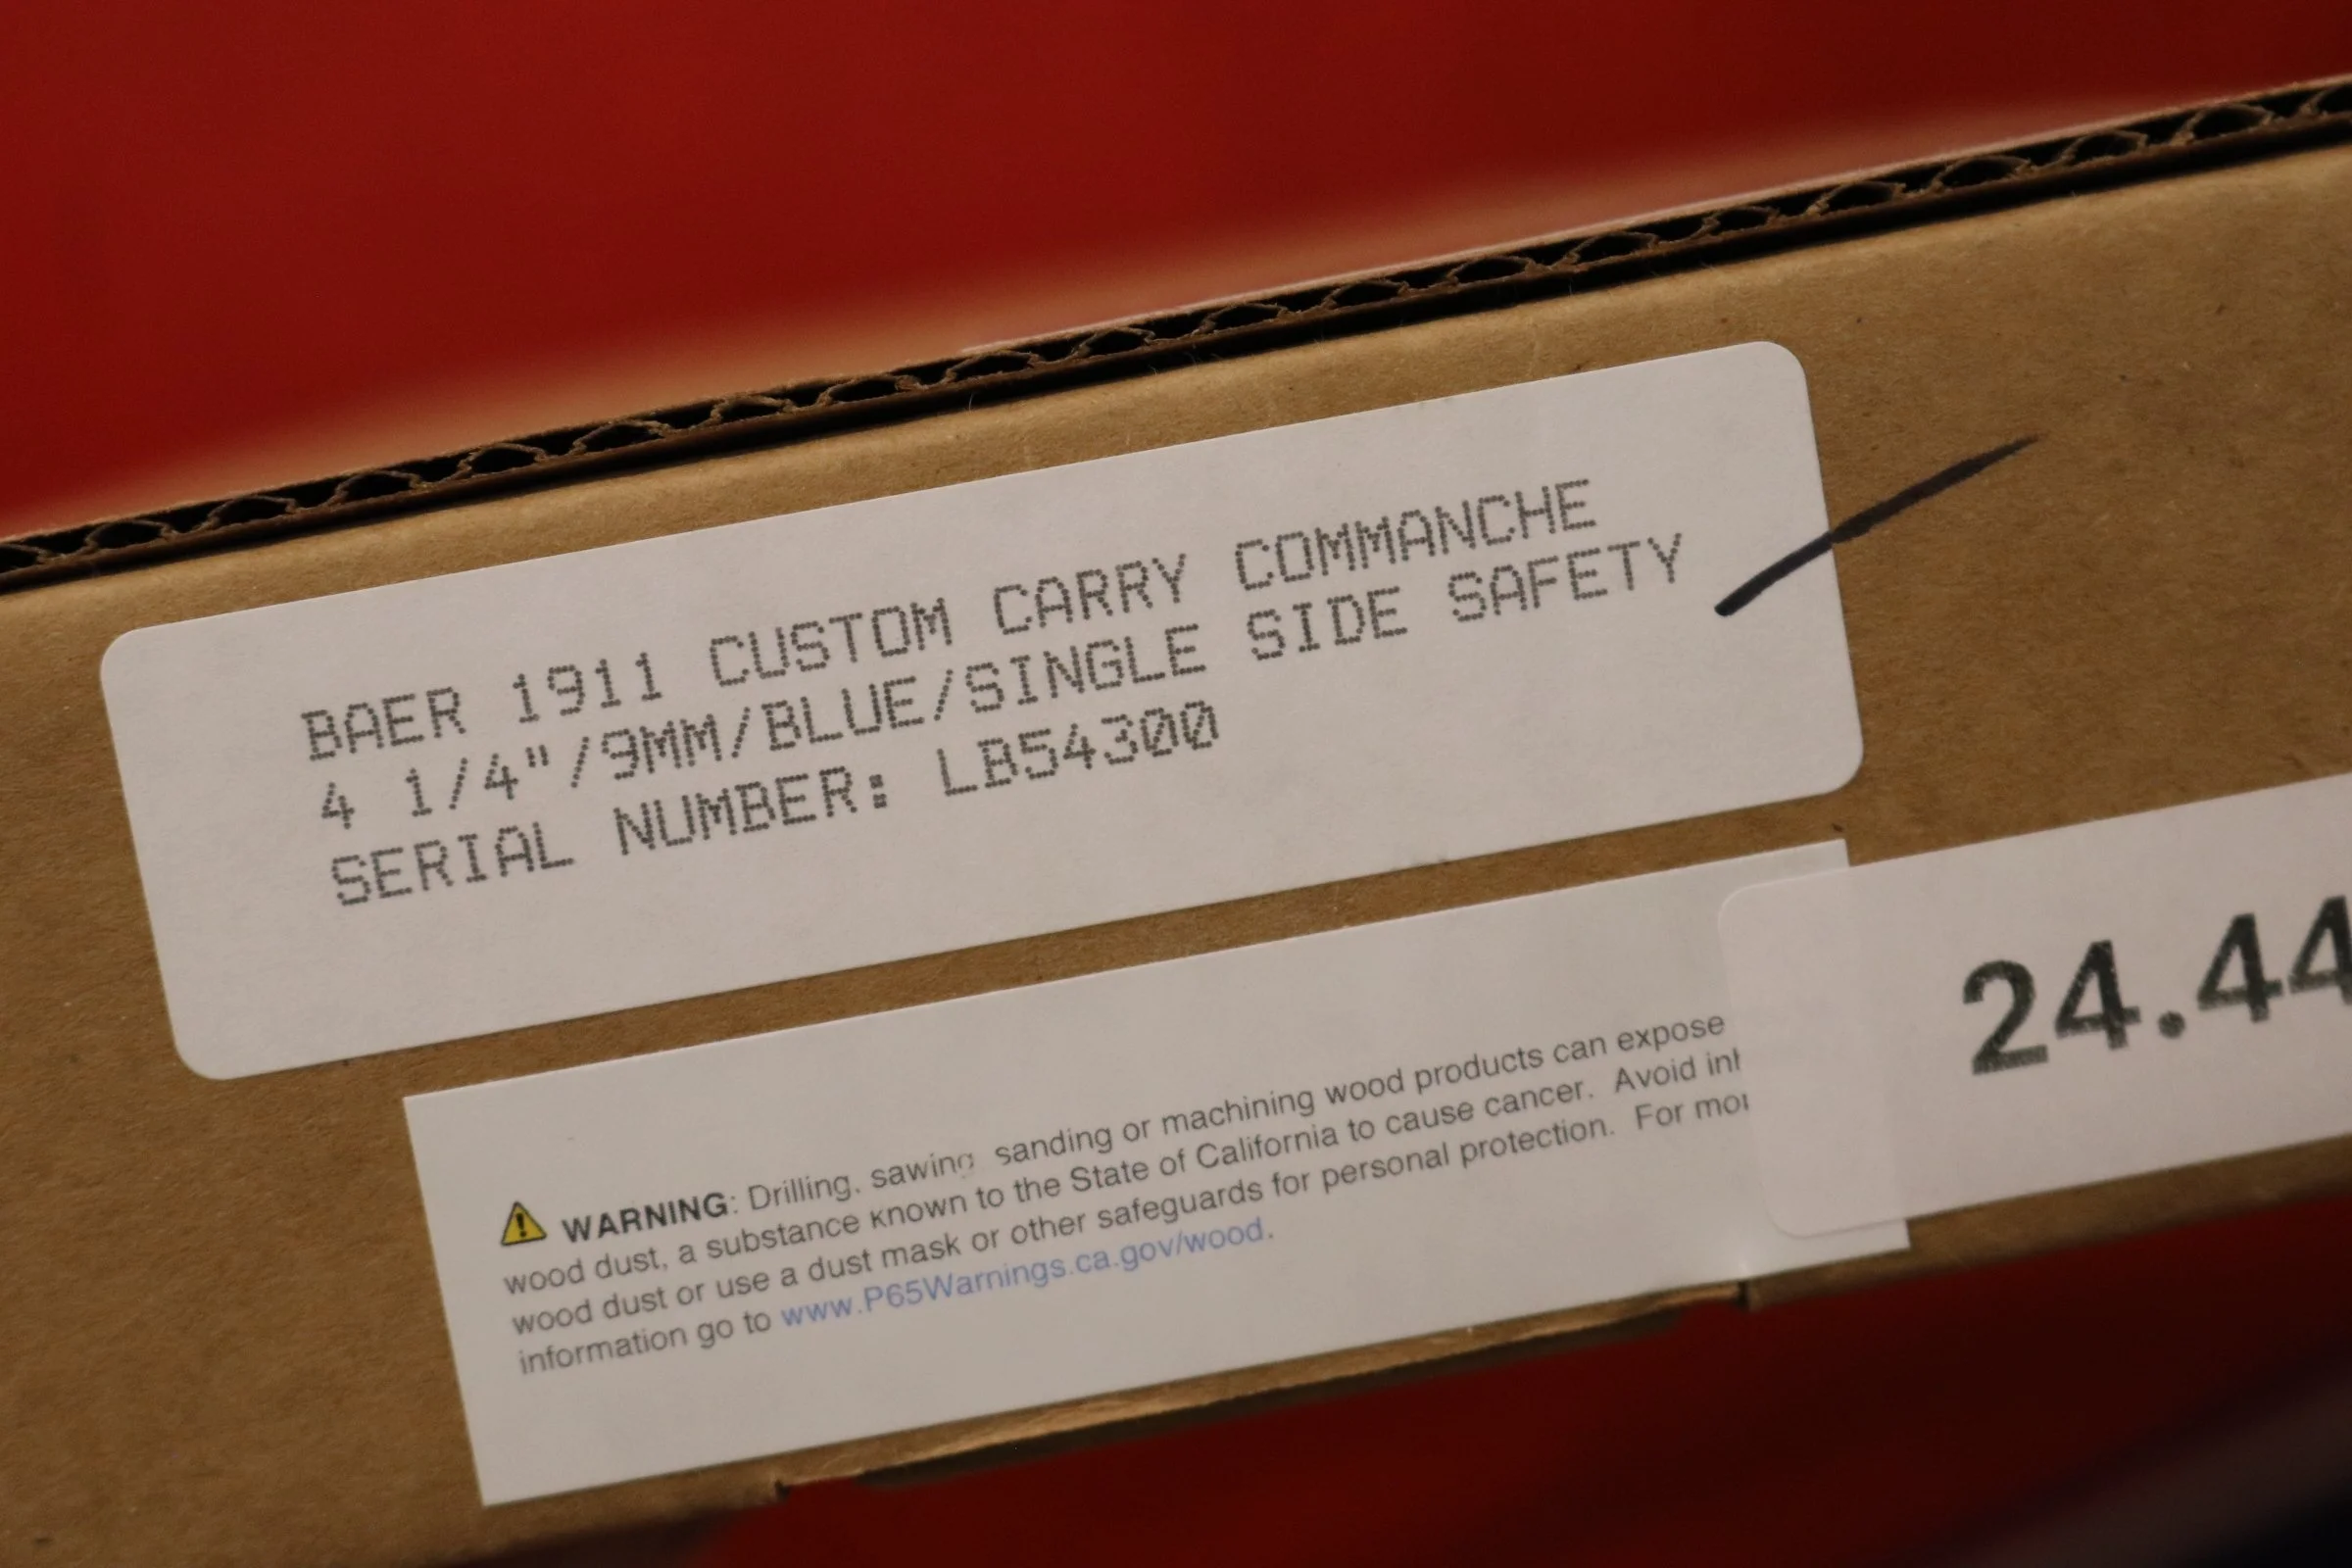 BAER 1911 CUSTOM CARRY COMMANCHE
4 1/4"/9MM/BLUE/SINGLE SIDE SAFETY
SERIAL NUMBER: LB54300
24.44
WARNING: Drilling, sawing, sanding or machining wood products can expose
wood dust, a substance known to the State of California to cause cancer. Avoid
wood dust or use a dust mask or other safeguards for personal protection. For
information go to www.P65Warnings.ca.gov/wood.